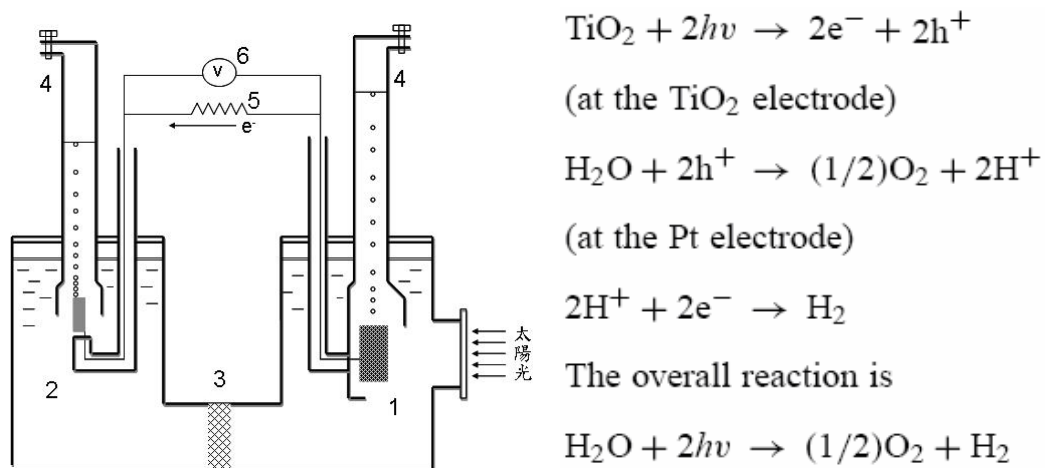 6
V
4
4
5
e-
太
陽
光
2
3
1
TiO₂ + 2hν → 2e⁻ + 2h⁺
(at the TiO₂ electrode)
H₂O + 2h⁺ → (1/2)O₂ + 2H⁺
(at the Pt electrode)
2H⁺ + 2e⁻ → H₂
The overall reaction is
H₂O + 2hν → (1/2)O₂ + H₂